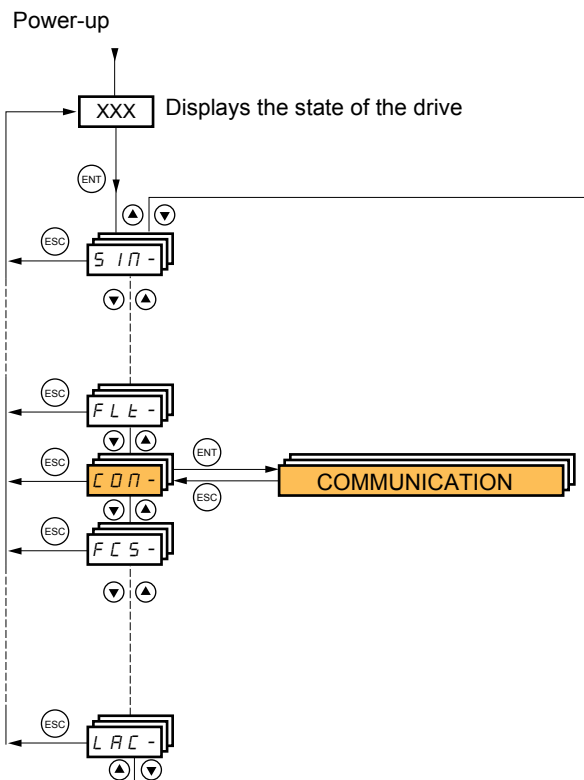 Power-up
XXX Displays the state of the drive
ENT
ESC
SIM-
ESC
FLt-
ENT
ESC
COM-
COMMUNICATION
ESC
ESC
FCS-
ESC
LAC-